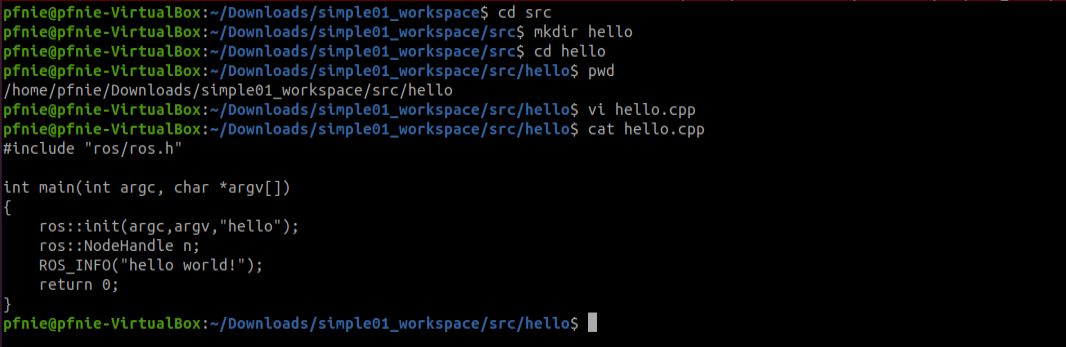 pfnie@pfnie-VirtualBox:~/Downloads/simple01_workspace$ cd src
pfnie@pfnie-VirtualBox:~/Downloads/simple01_workspace/src$ mkdir hello
pfnie@pfnie-VirtualBox:~/Downloads/simple01_workspace/src$ cd hello
pfnie@pfnie-VirtualBox:~/Downloads/simple01_workspace/src/hello$ pwd
/home/pfnie/Downloads/simple01_workspace/src/hello
pfnie@pfnie-VirtualBox:~/Downloads/simple01_workspace/src/hello$ vi hello.cpp
pfnie@pfnie-VirtualBox:~/Downloads/simple01_workspace/src/hello$ cat hello.cpp
#include "ros/ros.h"

int main(int argc, char *argv[])
{
    ros::init(argc,argv,"hello");
    ros::NodeHandle n;
    ROS_INFO("hello world!");
    return 0;
}
pfnie@pfnie-VirtualBox:~/Downloads/simple01_workspace/src/hello$